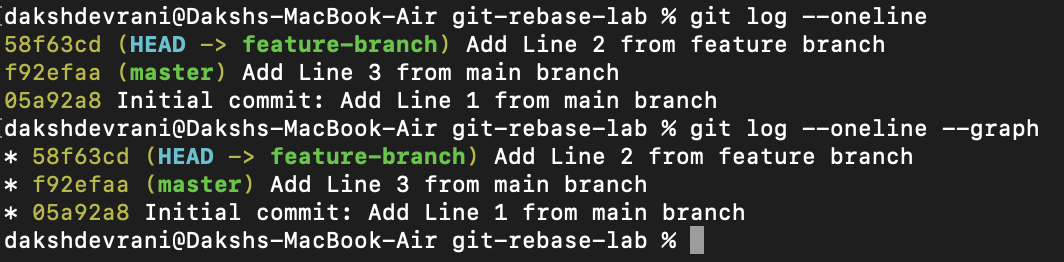 dakshdevrani@Dakshs-MacBook-Air git-rebase-lab % git log --oneline
58f63cd (HEAD -> feature-branch) Add Line 2 from feature branch
f92efaa (master) Add Line 3 from main branch
05a92a8 Initial commit: Add Line 1 from main branch
[dakshdevrani@Dakshs-MacBook-Air git-rebase-lab % git log --oneline --graph
* 58f63cd (HEAD -> feature-branch) Add Line 2 from feature branch
* f92efaa (master) Add Line 3 from main branch
* 05a92a8 Initial commit: Add Line 1 from main branch
dakshdevrani@Dakshs-MacBook-Air git-rebase-lab %